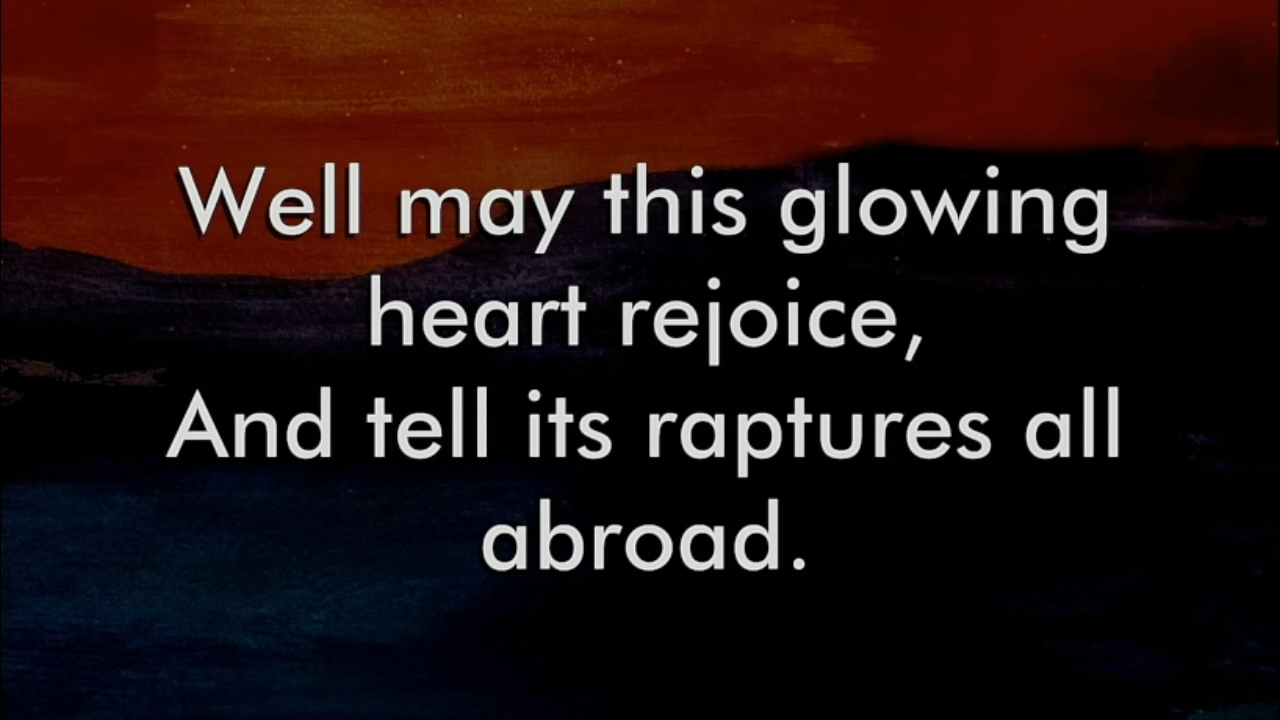 Well may this glowing
heart rejoice,
And tell its raptures all
abroad.